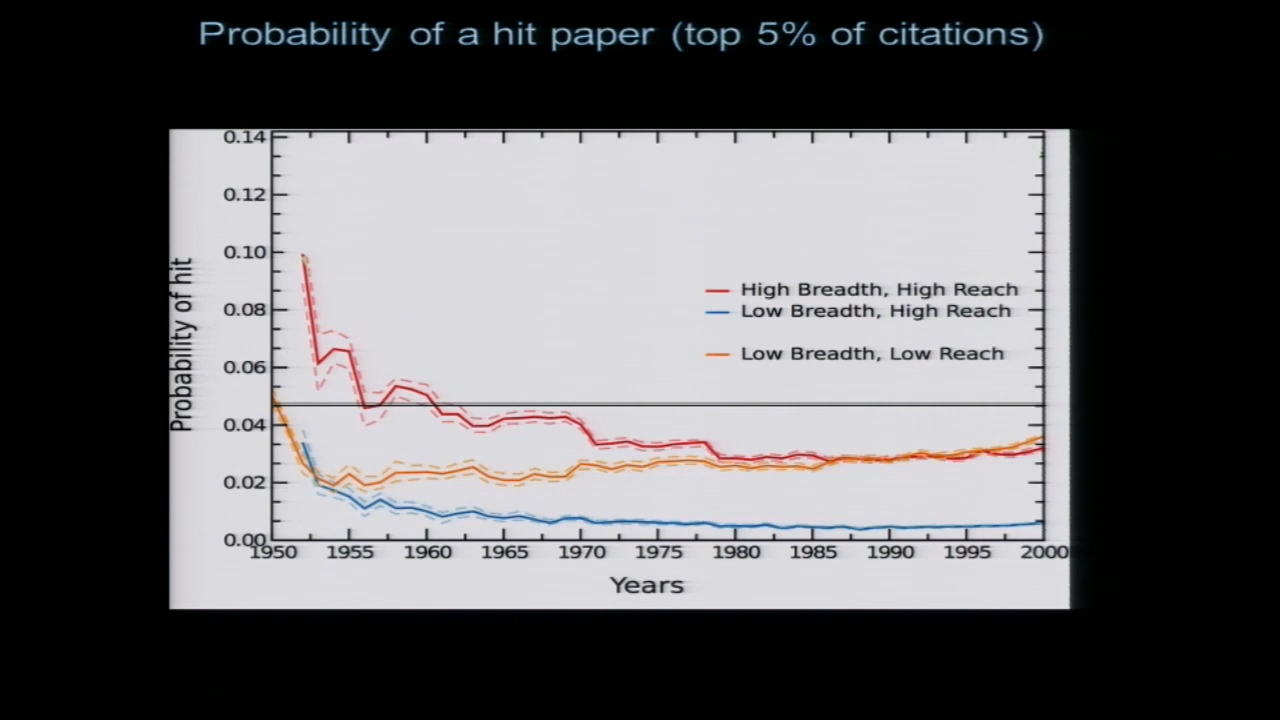 Probability of a hit paper (top 5% of citations)
0.14
0.12
0.10
0.08
0.06
0.04
0.02
0.00
Probability of hit
High Breadth, High Reach
Low Breadth, High Reach
Low Breadth, Low Reach
1950 1955 1960 1965 1970 1975 1980 1985 1990 1995 2000
Years